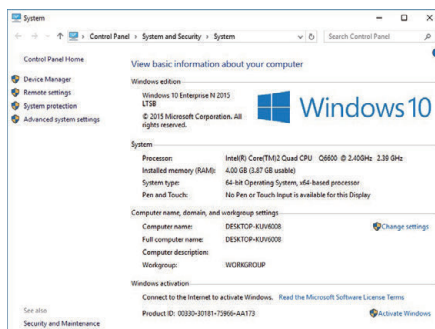 System
Control Panel > System and Security > System
Search Control Panel
Control Panel Home
Device Manager
Remote settings
System protection
Advanced system settings
View basic information about your computer
Windows edition
Windows 10 Enterprise N 2015
LTSB
© 2015 Microsoft Corporation. All
rights reserved.
Windows 10
System
Processor: Intel(R) Core(TM)2 Quad CPU Q6600 @ 2.40GHz 2.39 GHz
Installed memory (RAM): 4.00 GB (3.87 GB usable)
System type: 64-bit Operating System, x64-based processor
Pen and Touch: No Pen or Touch Input is available for this Display
Computer name, domain, and workgroup settings
Computer name: DESKTOP-KUV6008
Change settings
Full computer name: DESKTOP-KUV6008
Computer description:
Workgroup: WORKGROUP
Windows activation
Connect to the Internet to activate Windows. Read the Microsoft Software License Terms
Product ID: 00330-30181-75966-AA173
Activate Windows
See also
Security and Maintenance